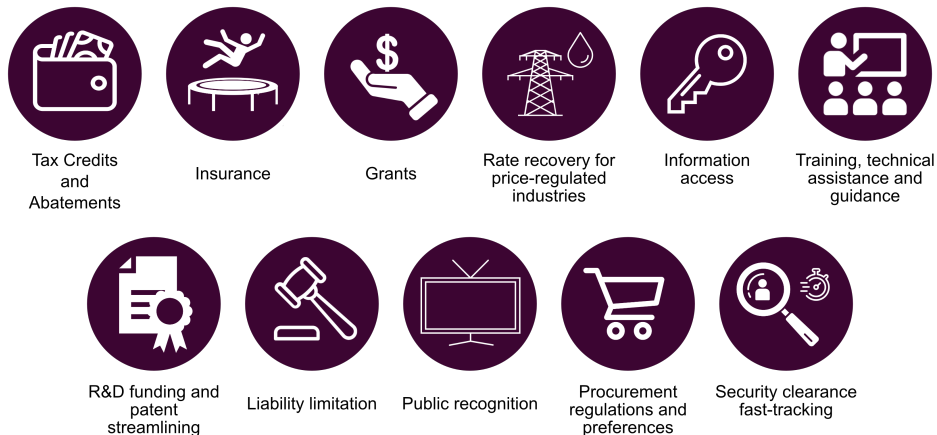 $
Tax Credits
and
Abatements
Insurance
Grants
Rate recovery for
price-regulated
industries
Information
access
Training, technical
assistance and
guidance
R&D funding and
patent
streamlining
Liability limitation
Public recognition
Procurement
regulations and
preferences
Security clearance
fast-tracking